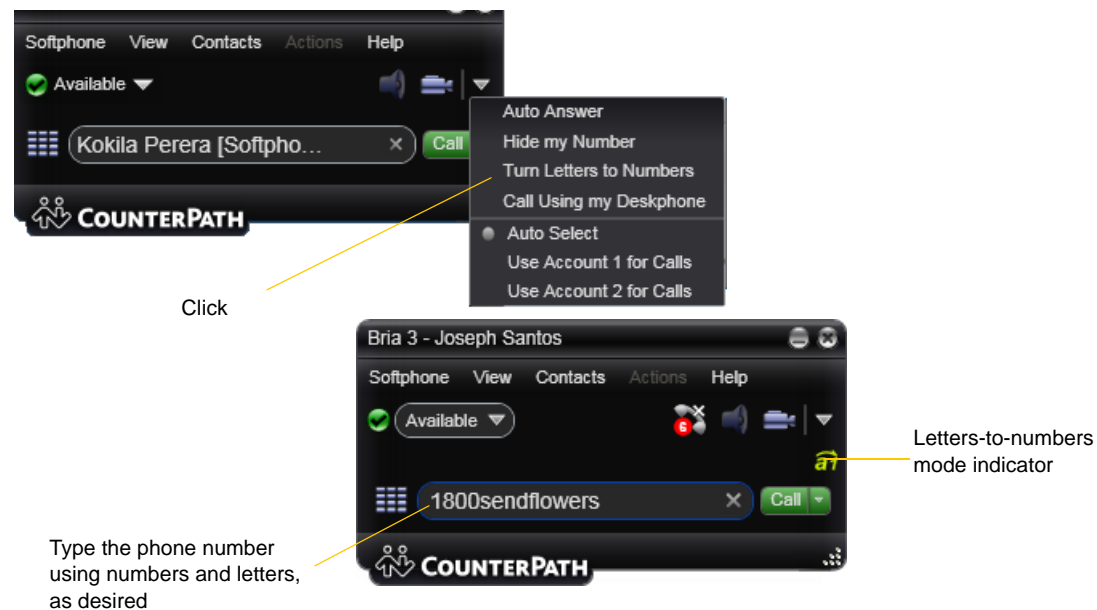 Softphone View Contacts Actions Help
Available
Kokila Perera [Softpho... × Call
COUNTERPATH
Auto Answer
Hide my Number
Turn Letters to Numbers
Call Using my Deskphone
Auto Select
Use Account 1 for Calls
Use Account 2 for Calls
Click
Bria 3 - Joseph Santos
Softphone View Contacts Actions Help
Available
6
a1
Letters-to-numbers
mode indicator
1800sendflowers × Call
COUNTERPATH
Type the phone number
using numbers and letters,
as desired